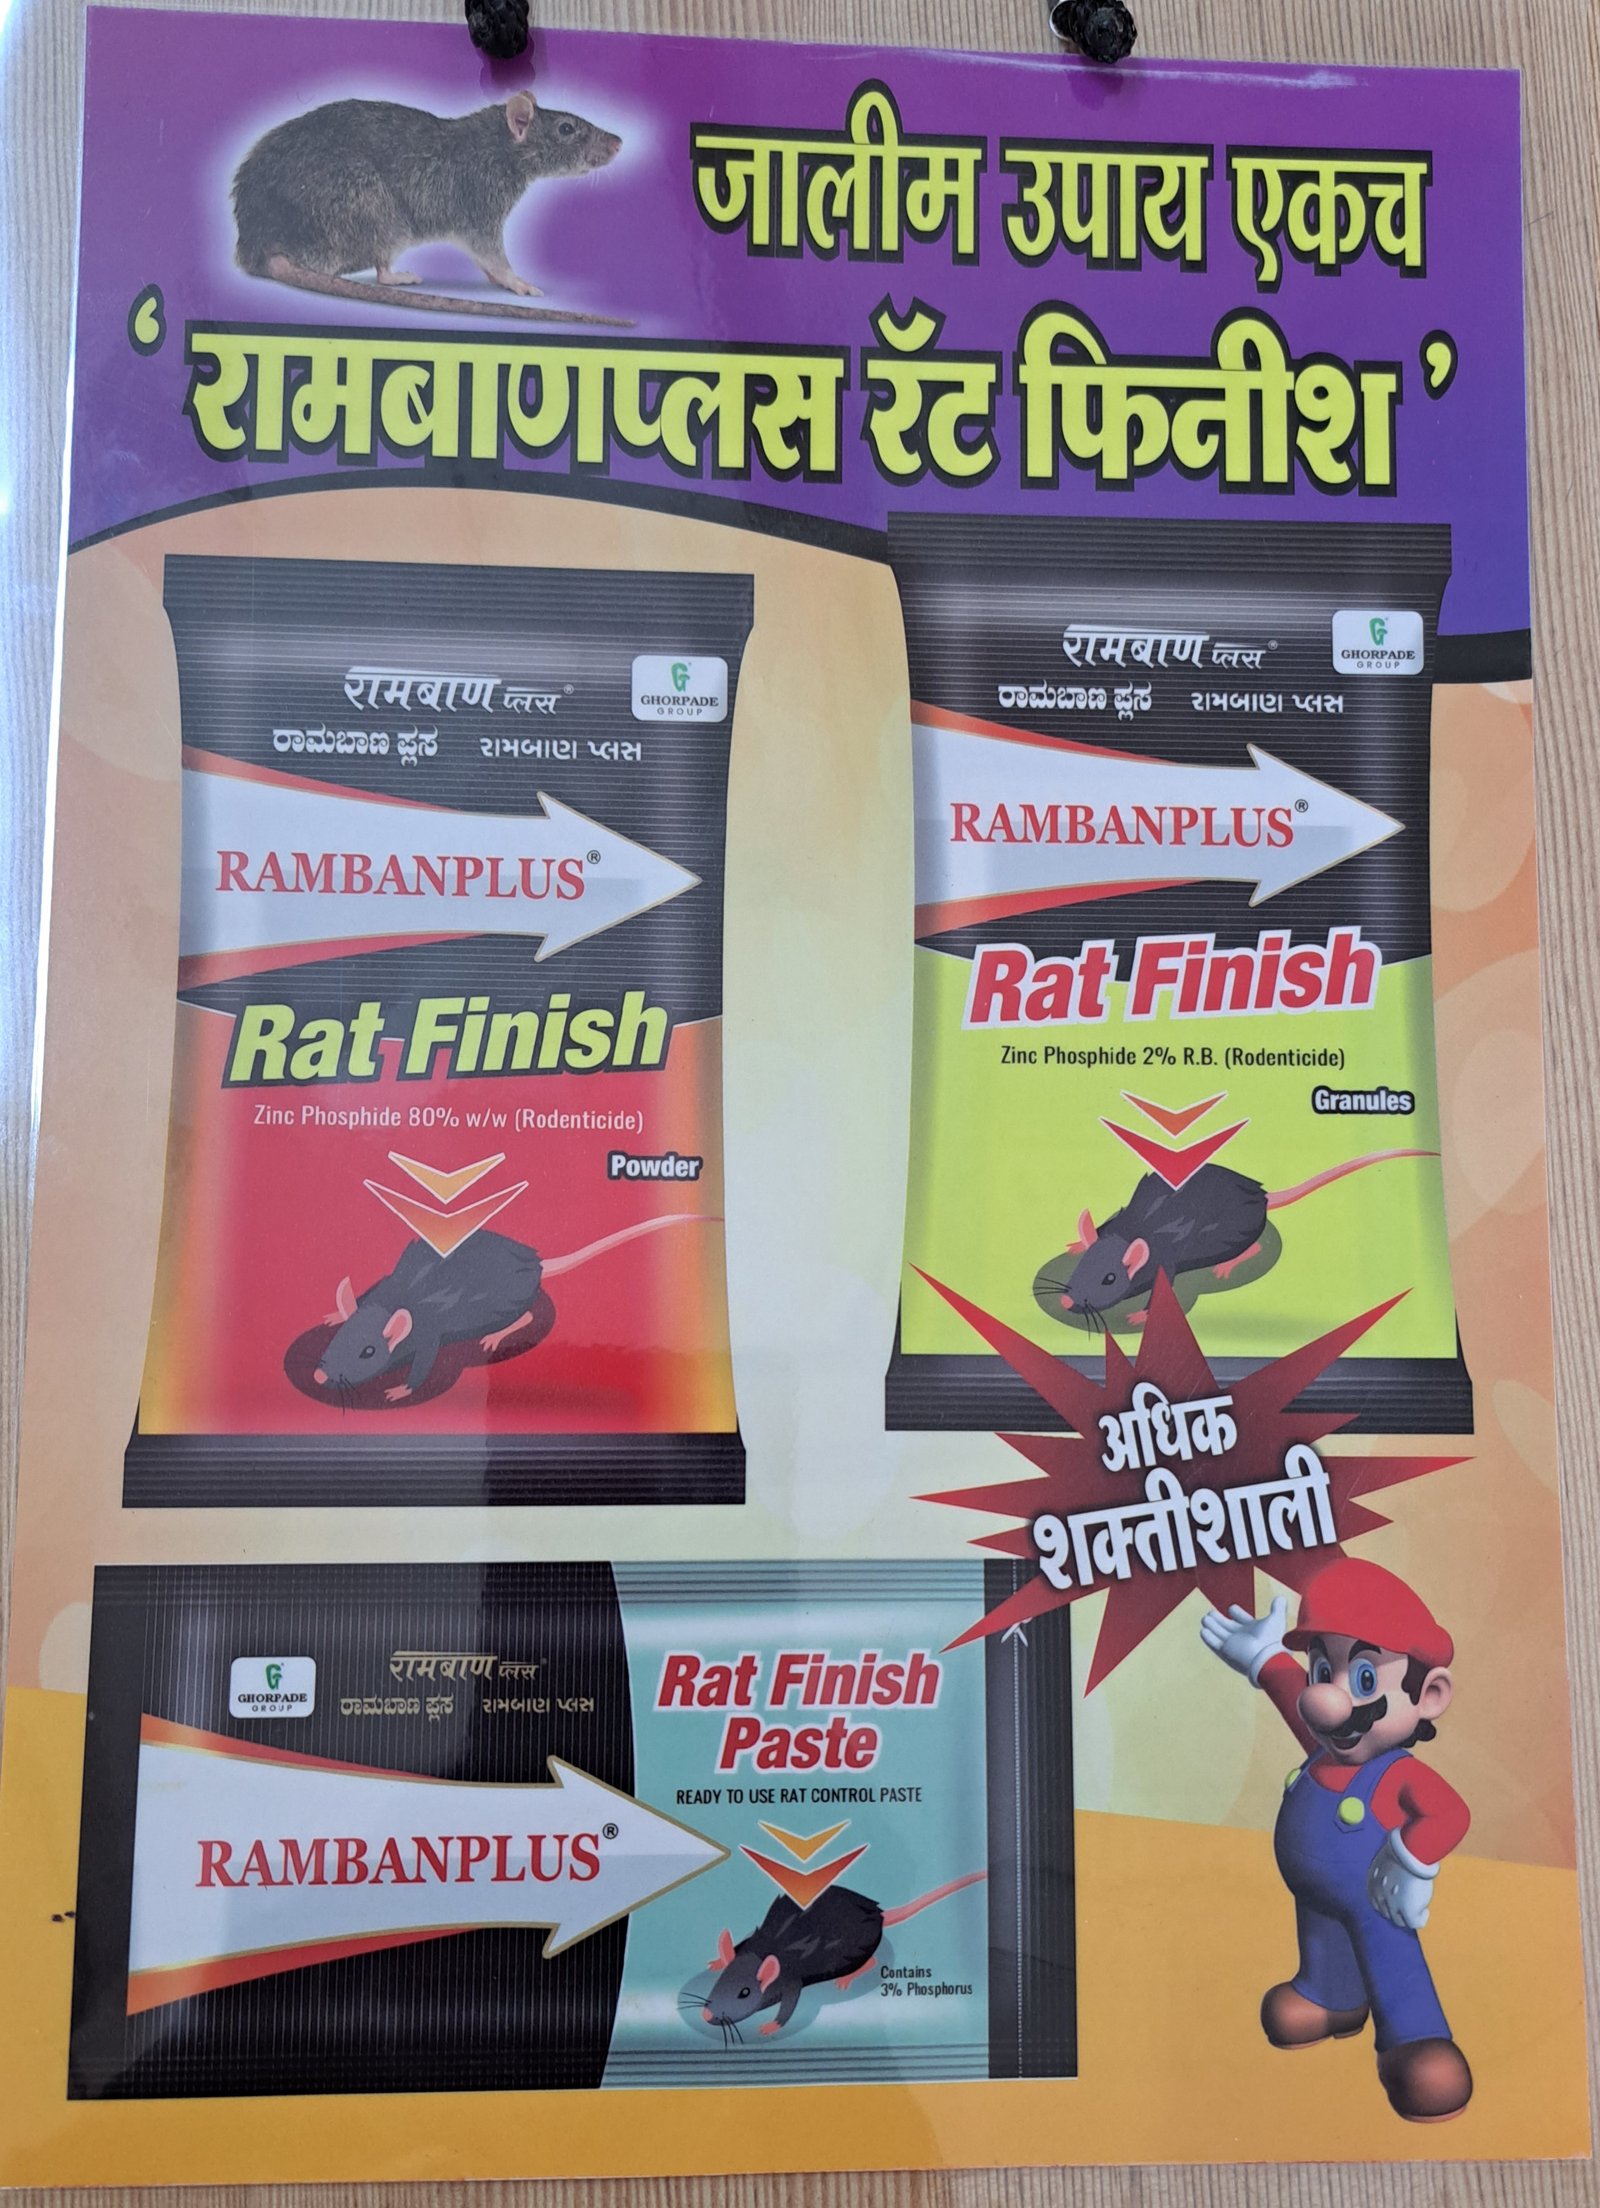 जालीम उपाय एकच
‘रामबाणप्लस रॅट फिनीश’
रामबाण प्लस®
G
GHORPADE
GROUP
ರಾಮಬಾಣ ಪ್ಲಸ રામબાણ પ્લસ
RAMBANPLUS®
Rat Finish
Zinc Phosphide 80% w/w (Rodenticide)
Powder
रामबाण प्लस®
G
GHORPADE
GROUP
ರಾಮಬಾಣ ಪ್ಲಸ રામબાણ પ્લસ
RAMBANPLUS®
Rat Finish
Zinc Phosphide 2% R.B. (Rodenticide)
Granules
अधिक
शक्तीशाली
G
GHORPADE
GROUP
रामबाण प्लस
ರಾಮಬಾಣ ಪ್ಲಸ રામબાણ પ્લસ
RAMBANPLUS®
Rat Finish
Paste
READY TO USE RAT CONTROL PASTE
Contains
3% Phosphorus